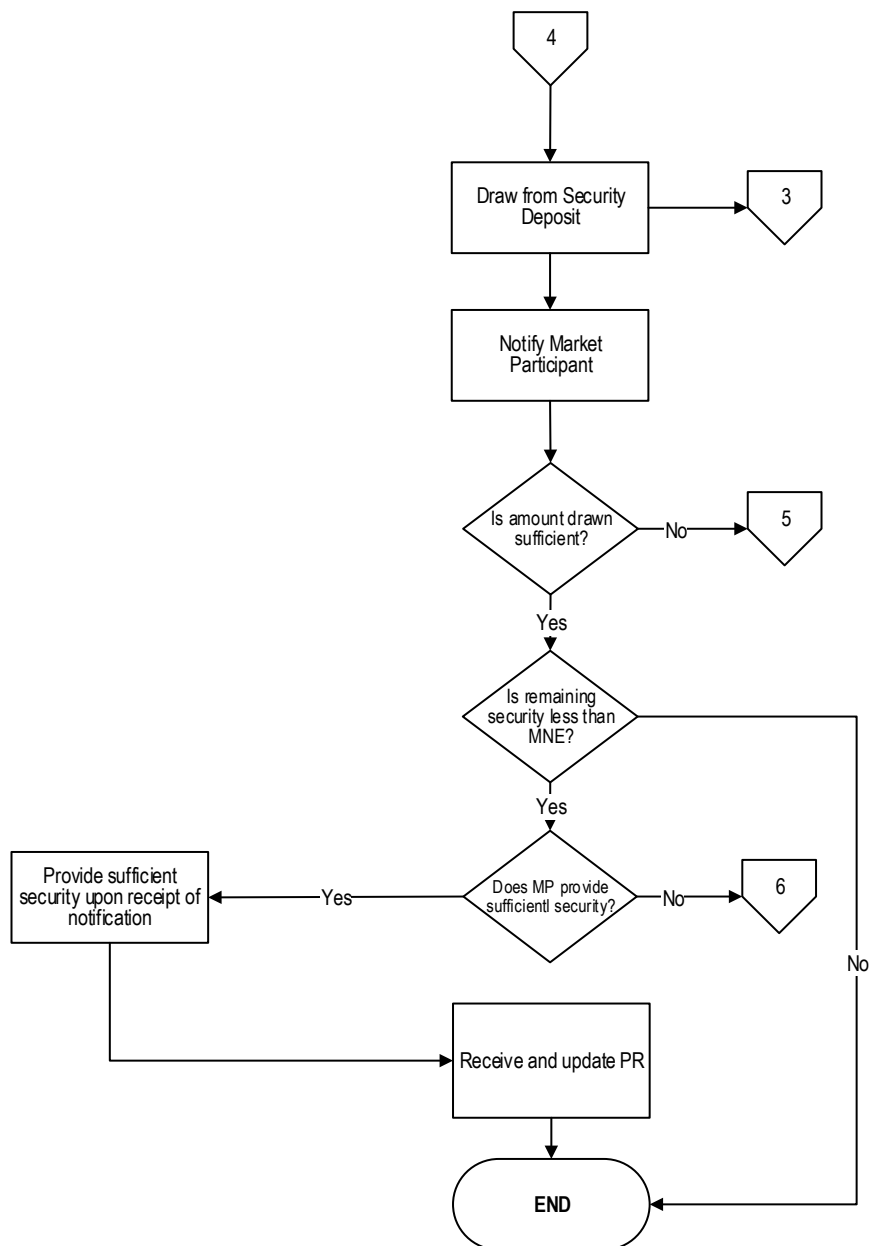 4
Draw from Security
Deposit
3
Notify Market
Participant
Is amount drawn
sufficient?
No
5
Yes
Is remaining
security less than
MNE?
Yes
Provide sufficient
security upon receipt of
notification
Yes
Does MP provide
sufficientl security?
No
6
No
Receive and update PR
END